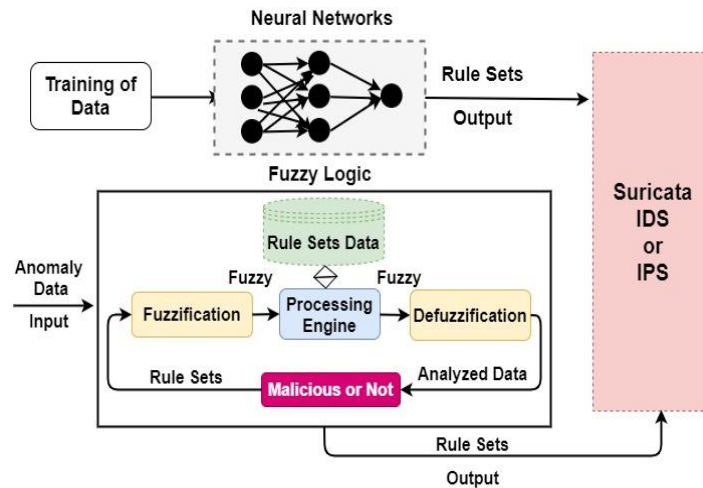 Neural Networks
Training of
Data
Rule Sets
Output
Suricata
IDS
or
IPS
Fuzzy Logic
Anomaly
Data
Input
Rule Sets Data
Fuzzy
Fuzzy
Fuzzification
Processing
Engine
Defuzzification
Rule Sets
Malicious or Not
Analyzed Data
Rule Sets
Output